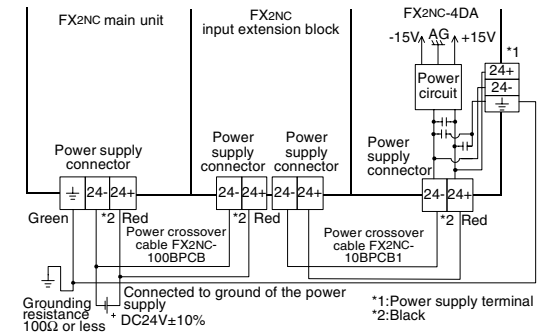 FX2NC main unit
FX2NC
input extension block
FX2NC-4DA
-15V AG +15V
*1
24+
24-
Power
circuit
Power supply
connector
Power
supply
connector
Power
supply
connector
Power
supply
connector
24- 24+
24- 24+
24- 24+
24- 24+
Green
*2 Red
*2 Red
*2 Red
Power crossover
cable FX2NC-
100BPCB
Power crossover
cable FX2NC-
10BPCB1
Grounding
resistance
100Ω or less
Connected to ground of the power
supply
+ DC24V±10%
*1:Power supply terminal
*2:Black